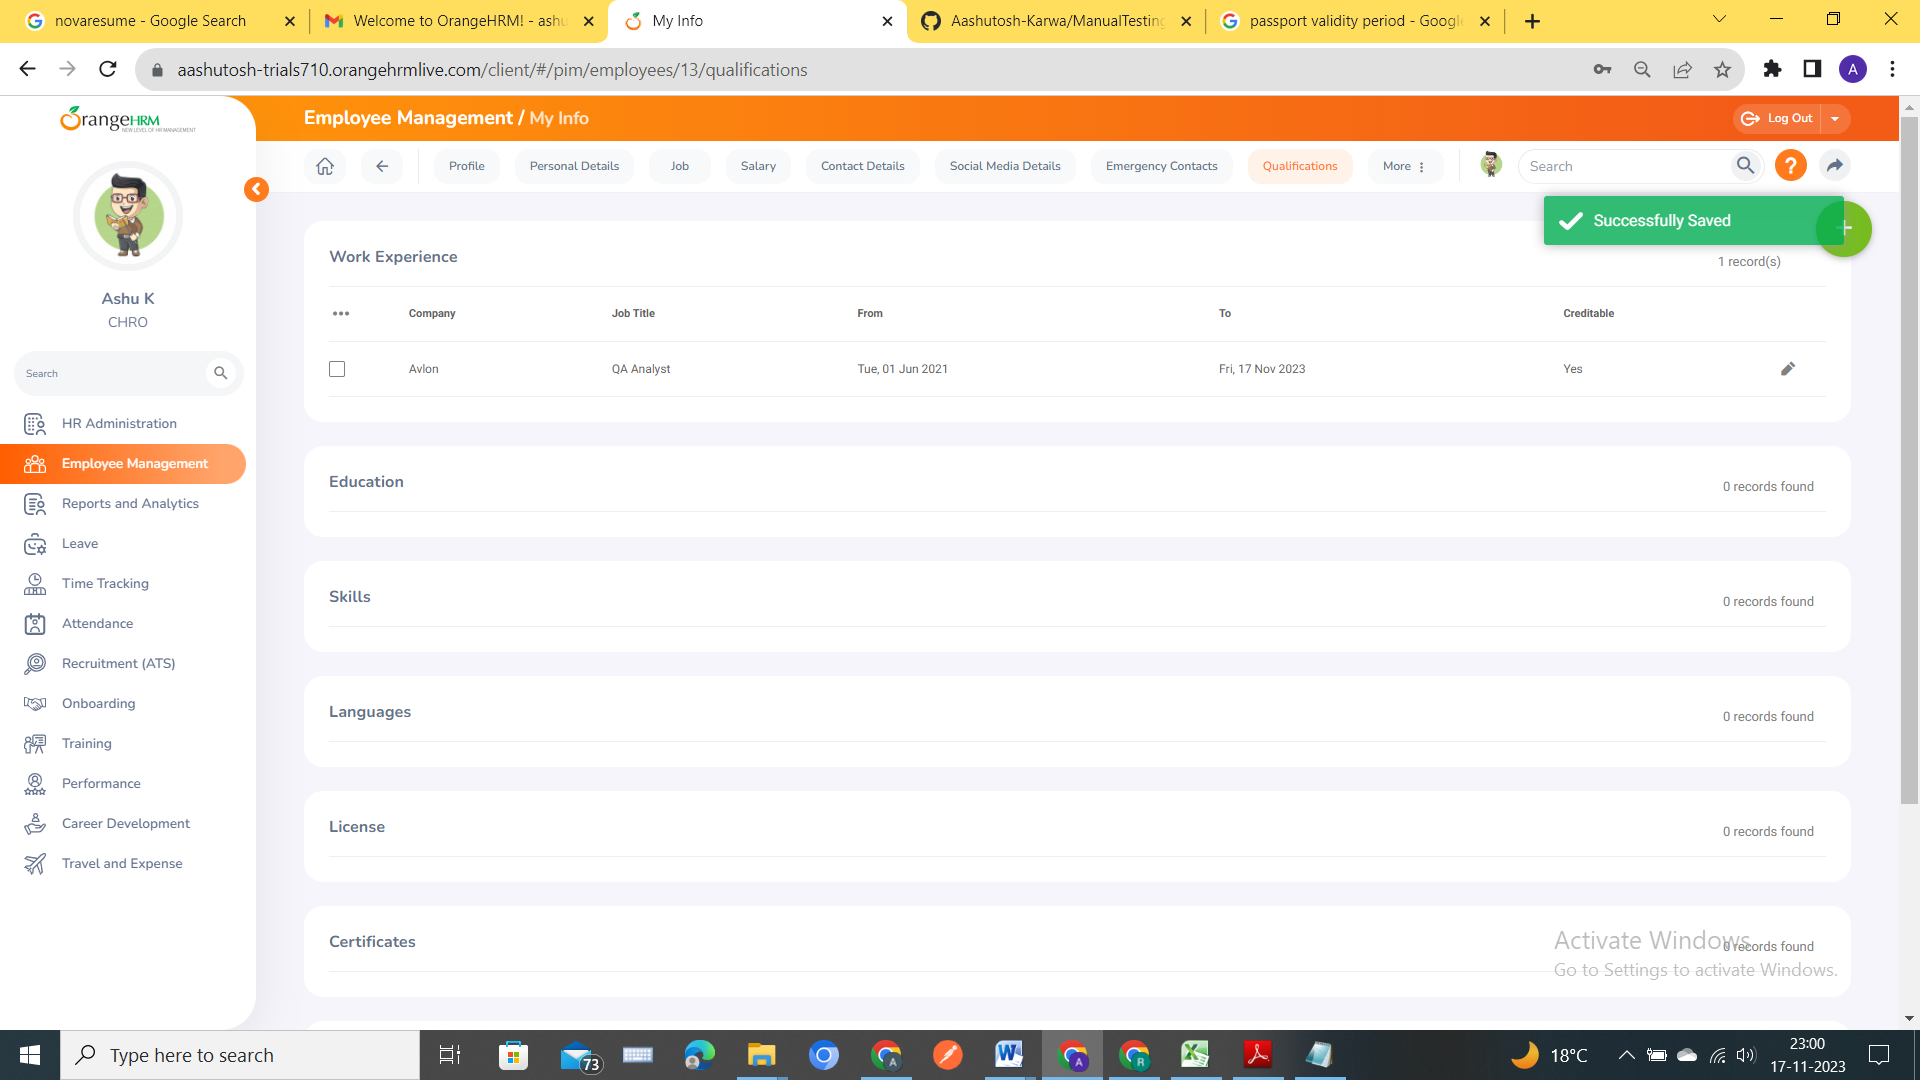 novaresume - Google Search
Welcome to OrangeHRM! - ashu
My Info
Aashutosh-Karwa/ManualTesting
passport validity period - Google
aashutosh-trials710.orangehrmlive.com/client/#/pim/employees/13/qualifications
A
OrangeHRM
NEW LEVEL OF HR MANAGEMENT
Employee Management / My Info
Log Out
Profile
Personal Details
Job
Salary
Contact Details
Social Media Details
Emergency Contacts
Qualifications
More
Search
?
Successfully Saved
Ashu K
CHRO
Search
HR Administration
Employee Management
Reports and Analytics
Leave
Time Tracking
Attendance
Recruitment (ATS)
Onboarding
Training
Performance
Career Development
Travel and Expense
Work Experience
1 record(s)
Company Job Title From To Creditable
Avlon QA Analyst Tue, 01 Jun 2021 Fri, 17 Nov 2023 Yes
Education
0 records found
Skills
0 records found
Languages
0 records found
License
0 records found
Certificates
0 records found
Activate Windows
Go to Settings to activate Windows.
Type here to search
73
A
A
R
18°C
23:00
17-11-2023